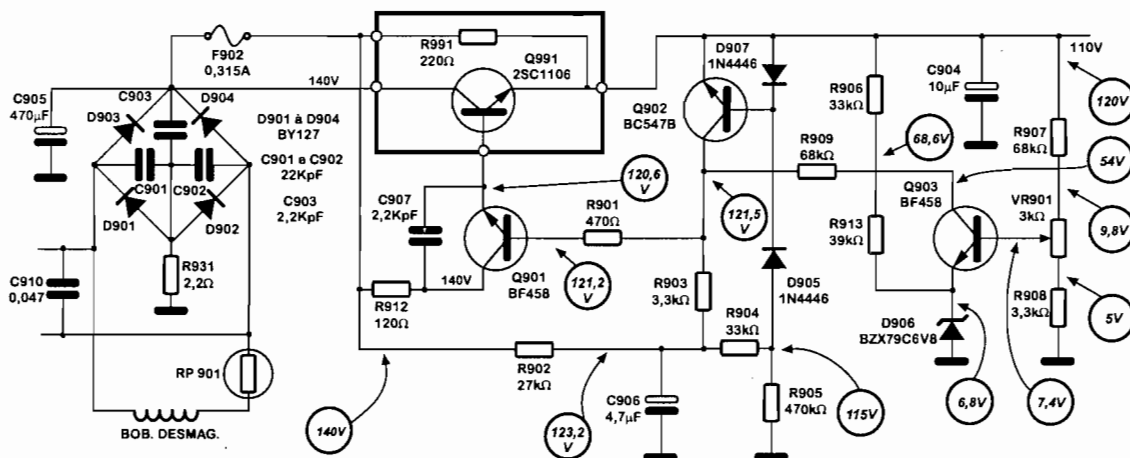 F902
0,315A
R991
220Ω
Q991
2SC1106
D907
1N4446
110V
C905
470µF
C903
D903
D904
140V
D901 à D904
BY127
C901 e C902
22KpF
C903
2,2KpF
C901
C902
D901
D902
Q902
BC547B
R906
33kΩ
C904
10µF
120V
R907
68kΩ
R909
68kΩ
68,6V
54V
C907
2,2KpF
120,6
V
R901
470Ω
121,5
V
Q903
BF458
VR901
3kΩ
9,8V
R913
39kΩ
C910
0,047
R931
2,2Ω
R912
120Ω
140V
Q901
BF458
121,2
V
R903
3,3kΩ
D905
1N4446
R904
33kΩ
D906
BZX79C6V8
R908
3,3kΩ
5V
RP 901
R902
27kΩ
C906
4,7µF
R905
470kΩ
115V
6,8V
7,4V
140V
123,2
V
BOB. DESMAG.